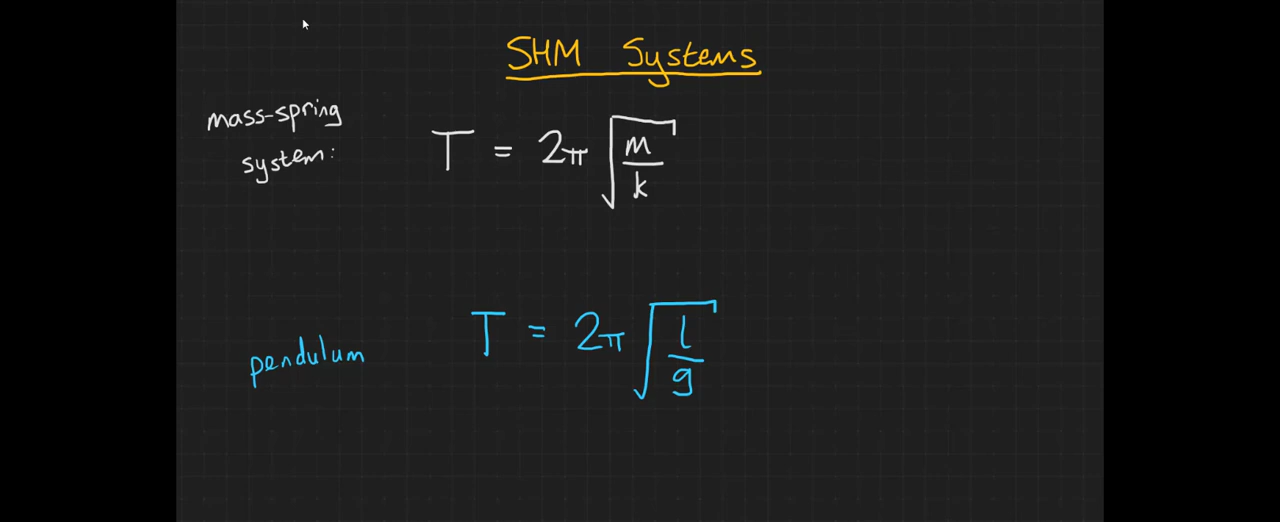 SHM Systems
mass-spring
system:
T = 2π √(m/k)
pendulum
T = 2π √(l/g)